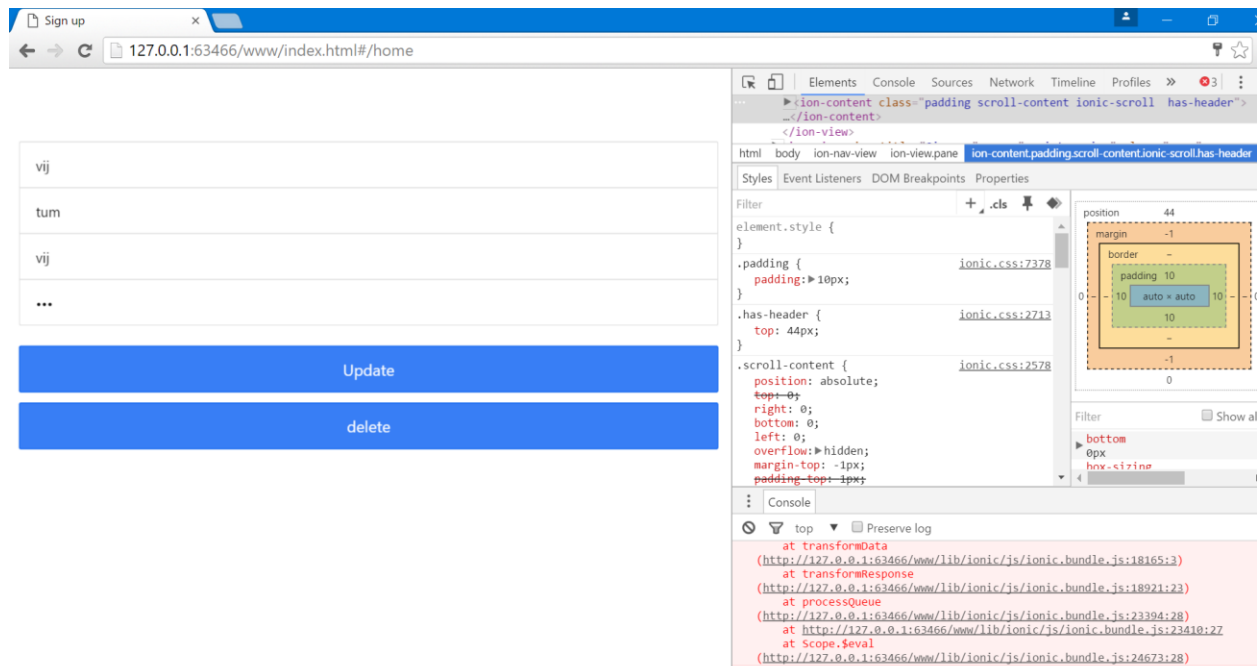 Sign up ×
127.0.0.1:63466/www/index.html#/home
vij
tum
vij
•••
Update
delete
Elements Console Sources Network Timeline Profiles » 3
… ▶<ion-content class="padding scroll-content ionic-scroll has-header">
…</ion-content>
</ion-view>
html body ion-nav-view ion-view.pane ion-content.padding.scroll-content.ionic-scroll.has-header
Styles Event Listeners DOM Breakpoints Properties
Filter + .cls
element.style {
}
.padding { ionic.css:7378
padding:▶10px;
}
.has-header { ionic.css:2713
top: 44px;
}
.scroll-content { ionic.css:2578
position: absolute;
top: 0;
right: 0;
bottom: 0;
left: 0;
overflow:▶hidden;
margin-top: -1px;
padding-top: 1px;
position 44
margin -1
border –
padding 10
0 – – 10 auto × auto 10 – –
10
–
-1
0
Filter Show al
▶ bottom
0px
box-sizing
Console
top ▼ Preserve log
at transformData
(http://127.0.0.1:63466/www/lib/ionic/js/ionic.bundle.js:18165:3)
at transformResponse
(http://127.0.0.1:63466/www/lib/ionic/js/ionic.bundle.js:18921:23)
at processQueue
(http://127.0.0.1:63466/www/lib/ionic/js/ionic.bundle.js:23394:28)
at http://127.0.0.1:63466/www/lib/ionic/js/ionic.bundle.js:23410:27
at Scope.$eval
(http://127.0.0.1:63466/www/lib/ionic/js/ionic.bundle.js:24673:28)